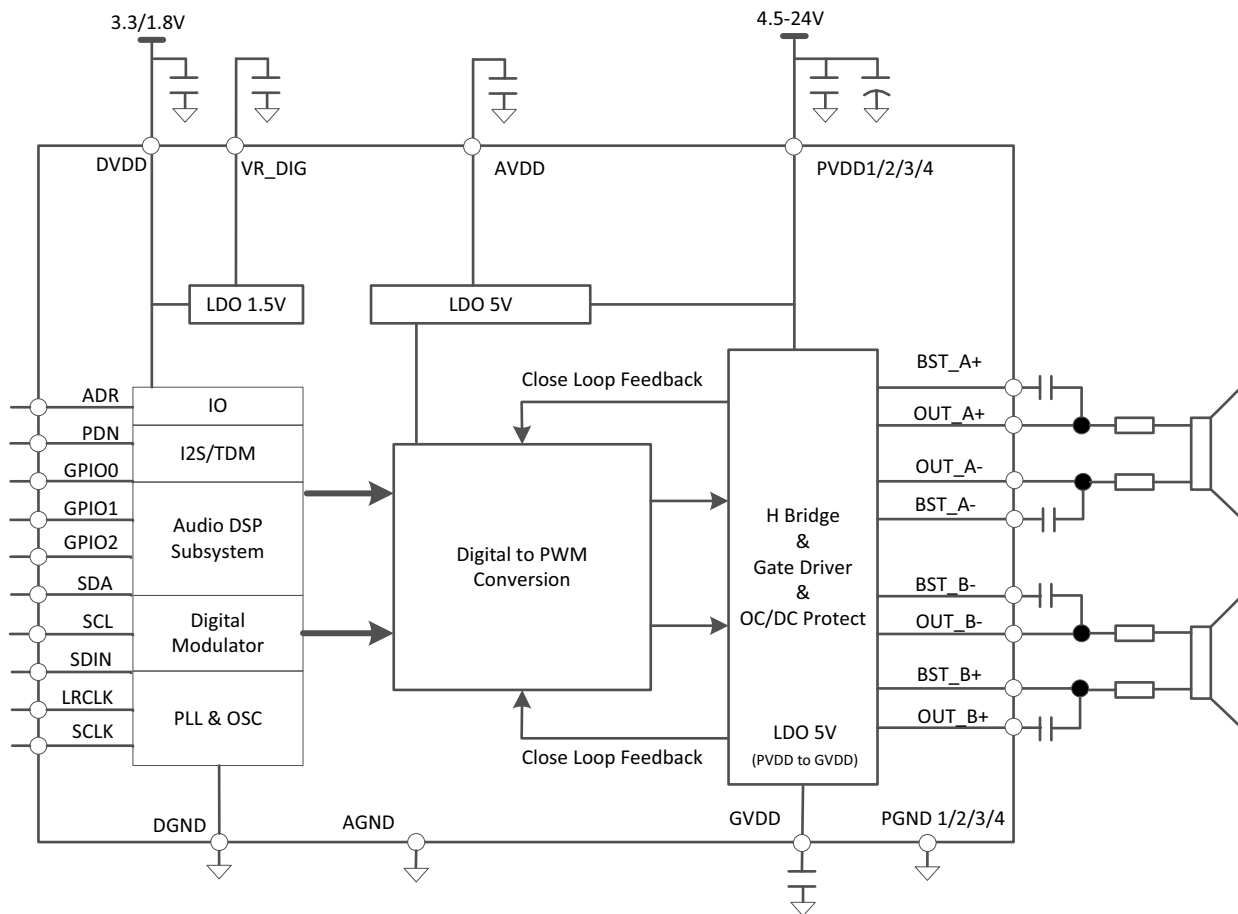 3.3/1.8V
4.5-24V
DVDD
VR_DIG
AVDD
PVDD1/2/3/4
LDO 1.5V
LDO 5V
ADR
PDN
GPIO0
GPIO1
GPIO2
SDA
SCL
SDIN
LRCLK
SCLK
IO
I2S/TDM
Audio DSP
Subsystem
Digital
Modulator
PLL & OSC
Close Loop Feedback
Digital to PWM
Conversion
Close Loop Feedback
H Bridge
&
Gate Driver
&
OC/DC Protect
LDO 5V
(PVDD to GVDD)
BST_A+
OUT_A+
OUT_A-
BST_A-
BST_B-
OUT_B-
BST_B+
OUT_B+
DGND
AGND
GVDD
PGND 1/2/3/4